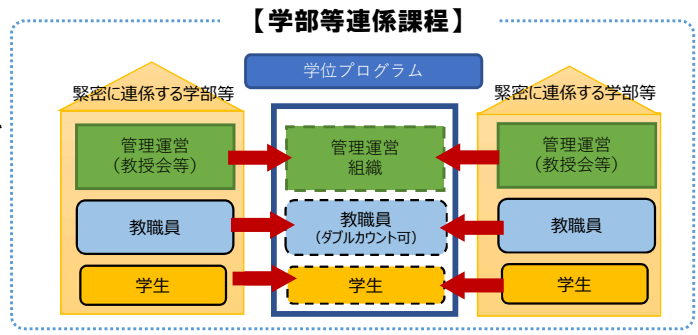 【学部等連係課程】
学位プログラム
緊密に連係する学部等
管理運営
（教授会等）
教職員
学生
管理運営
組織
教職員
（ダブルカウント可）
学生
緊密に連係する学部等
管理運営
（教授会等）
教職員
学生